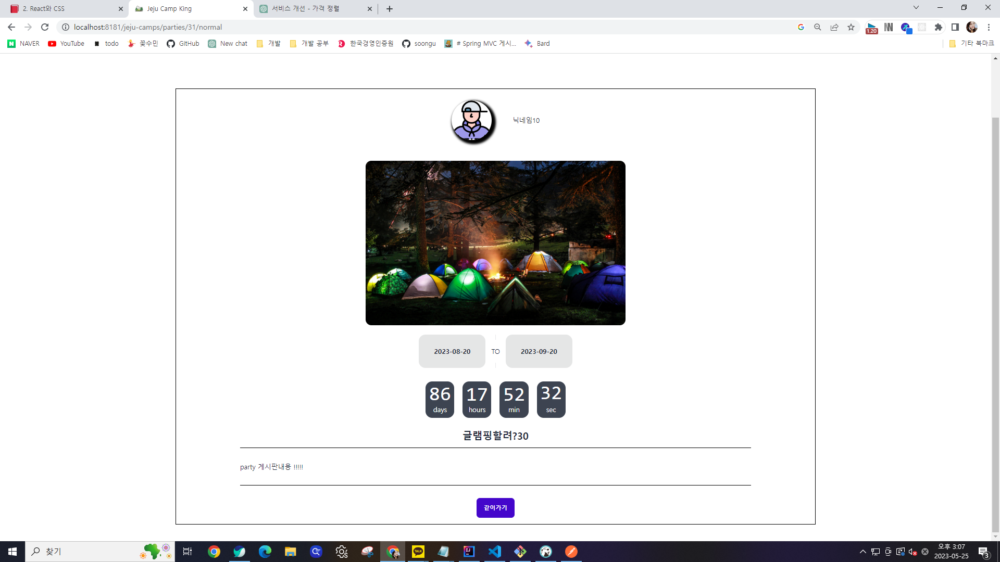 2. React와 CSS
Jeju Camp King
서비스 개선 - 가격 정렬
localhost:8181/jeju-camps/parties/31/normal
1.20
NAVER
YouTube
todo
꽃수민
GitHub
New chat
개발
개발 공부
한국경영인증원
soongu
# Spring MVC 게시...
Bard
기타 북마크
닉네임10
2023-08-20
TO
2023-09-20
86 17 52 32
days hours min sec
글램핑할려?30
party 게시판내용 !!!!!
같이가기
찾기
TALK
IJ
오후 3:07
2023-05-25
3